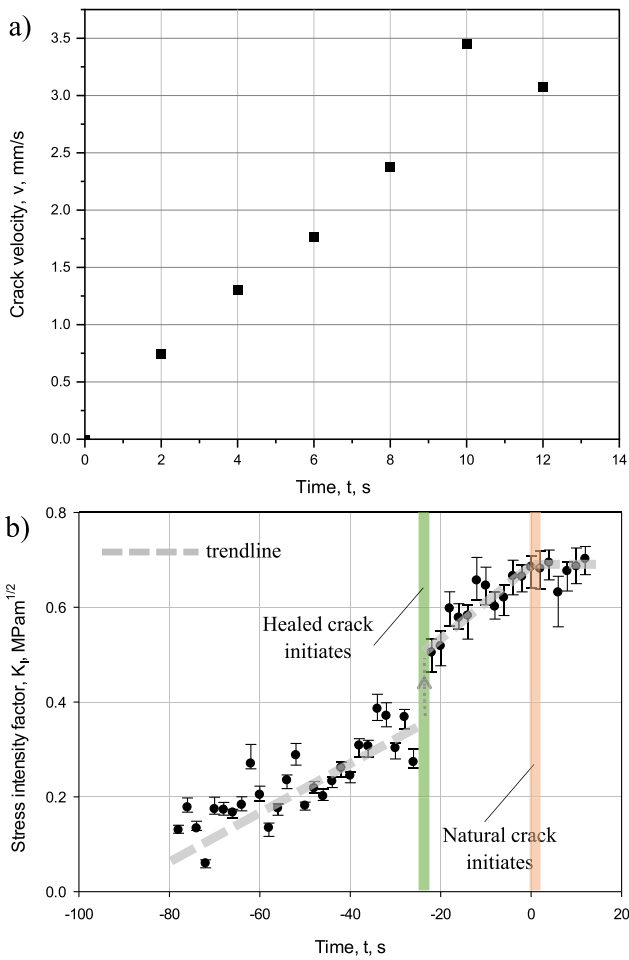 a)
Crack velocity, v, mm/s
3.5
3.0
2.5
2.0
1.5
1.0
0.5
0.0
0 2 4 6 8 10 12 14
Time, t, s
b)
Stress intensity factor, K_I, MPam^1/2
0.8
0.6
0.4
0.2
0.0
trendline
Healed crack
initiates
Natural crack
initiates
-100 -80 -60 -40 -20 0 20
Time, t, s